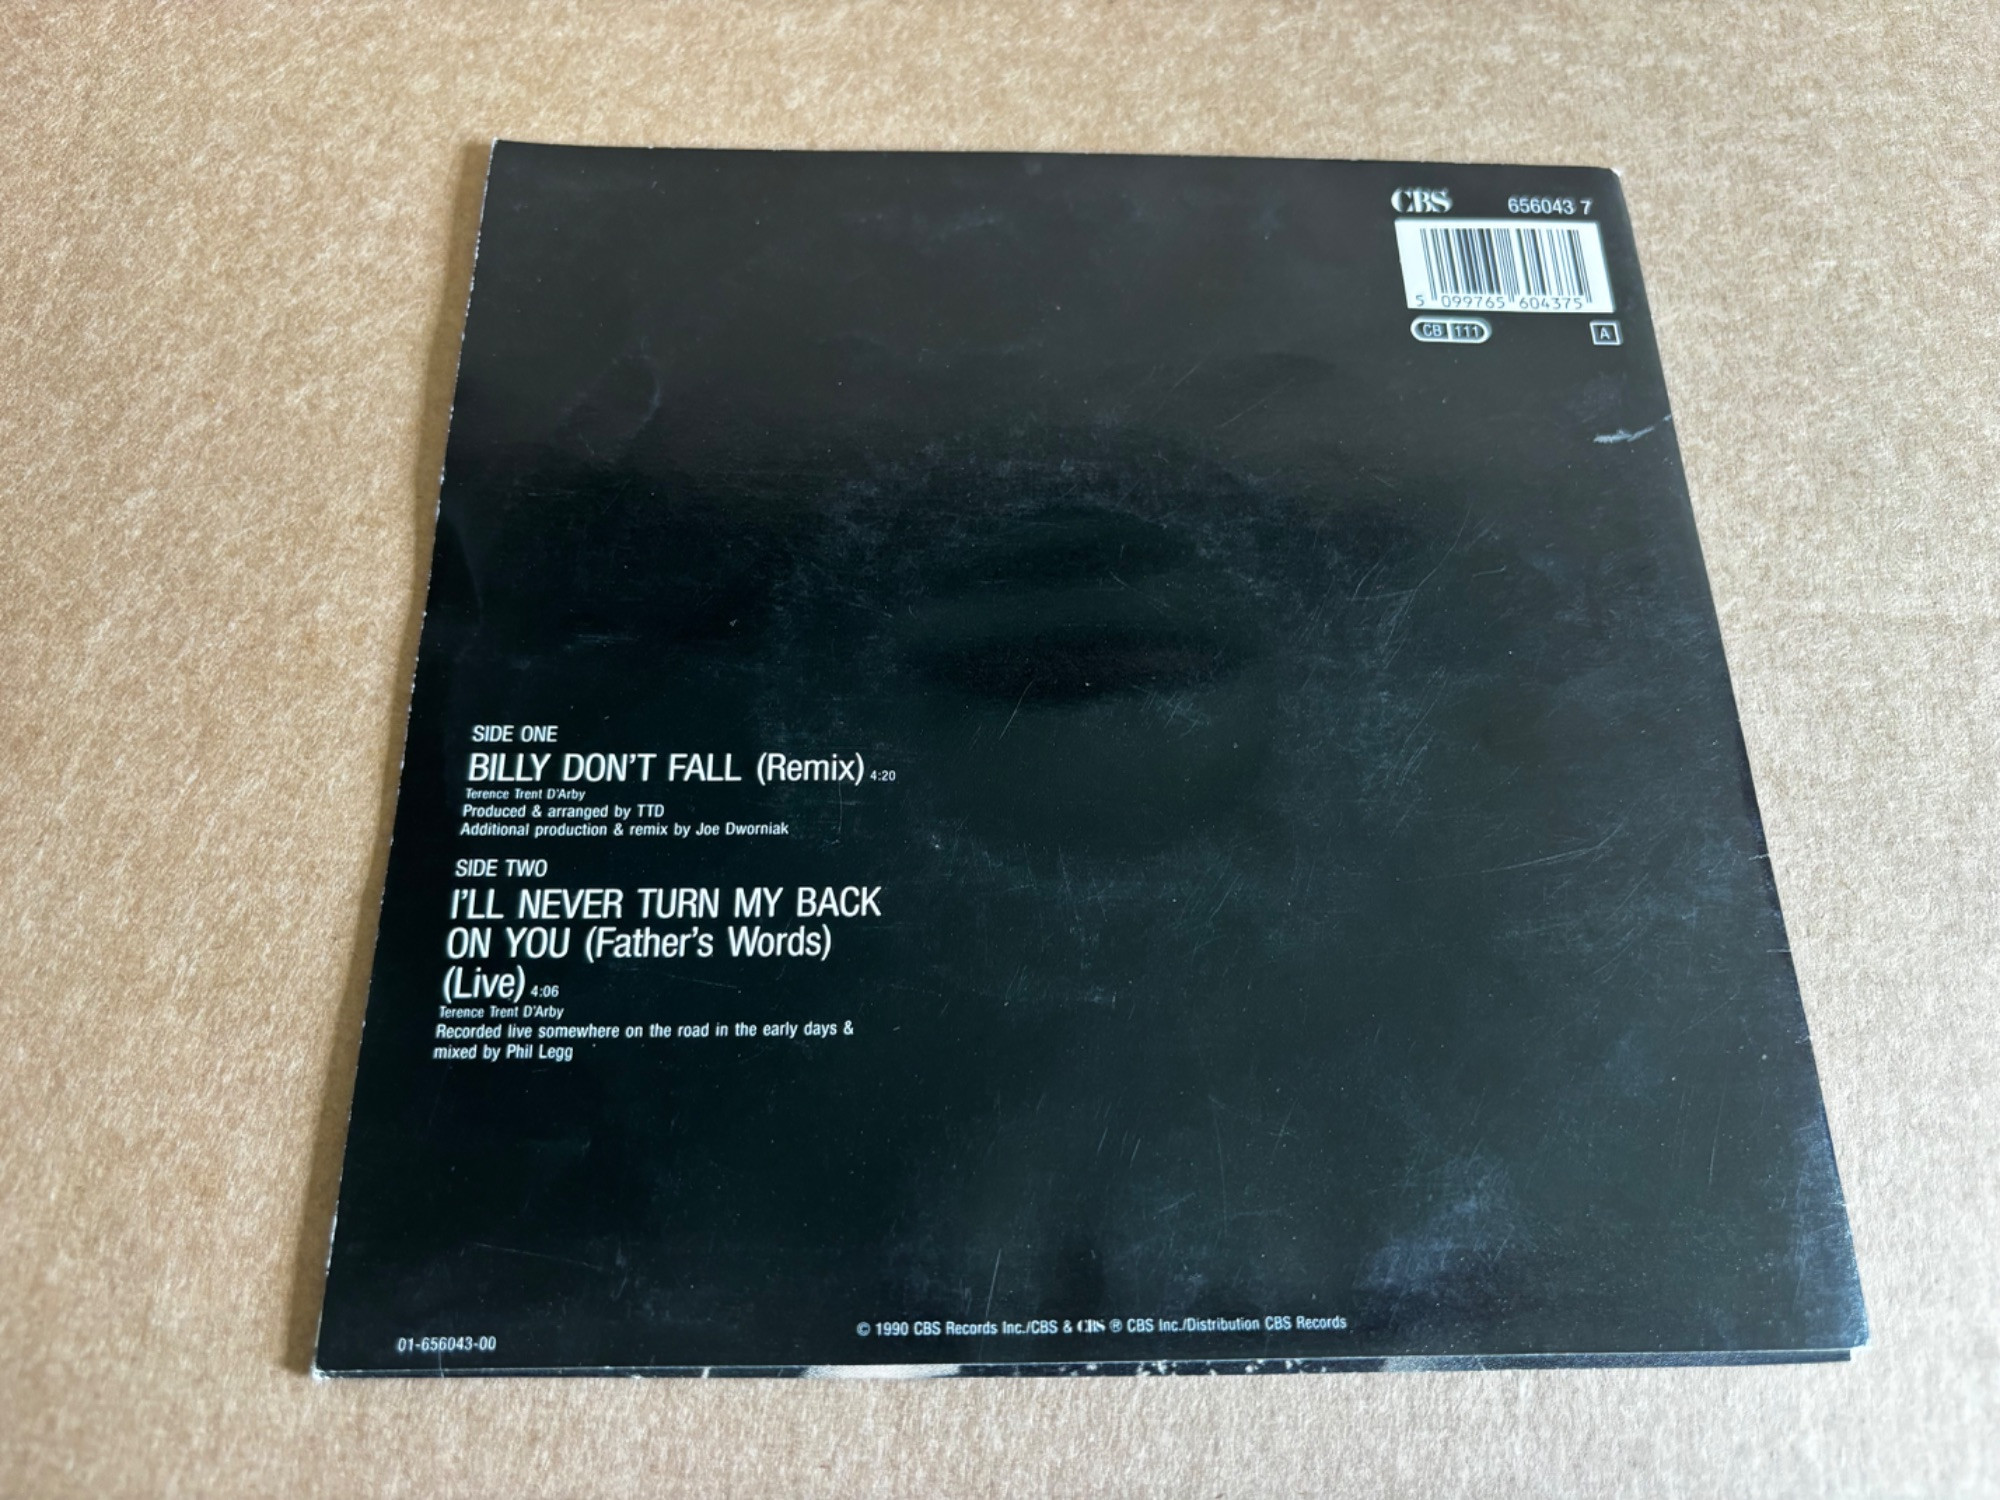 CBS 656043 7
5 099765 604375
CB 111 A
SIDE ONE
BILLY DON'T FALL (Remix) 4:20
Terence Trent D'Arby
Produced & arranged by TTD
Additional production & remix by Joe Dworniak
SIDE TWO
I'LL NEVER TURN MY BACK
ON YOU (Father's Words)
(Live) 4:06
Terence Trent D'Arby
Recorded live somewhere on the road in the early days &
mixed by Phil Legg
© 1990 CBS Records Inc./CBS & CBS ® CBS Inc./Distribution CBS Records
01-656043-00